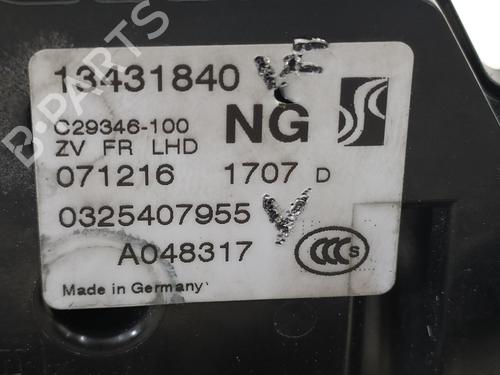 B-PARTS
13431840
C29346-100 NG
ZV FR LHD
071216 1707 D
0325407955
A048317
CCC S
Made in Germany